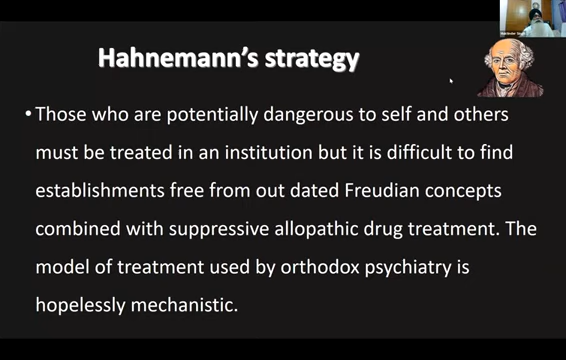 Hahnemann's strategy
• Those who are potentially dangerous to self and others
must be treated in an institution but it is difficult to find
establishments free from out dated Freudian concepts
combined with suppressive allopathic drug treatment. The
model of treatment used by orthodox psychiatry is
hopelessly mechanistic.